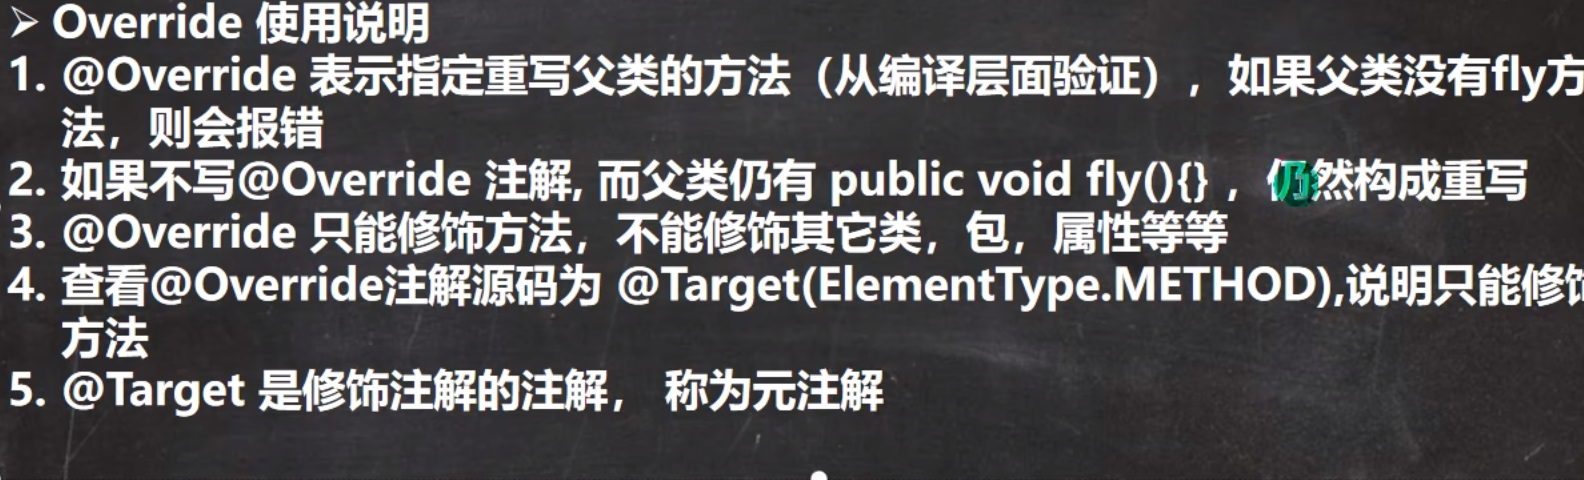 ➢ Override 使用说明
1. @Override 表示指定重写父类的方法（从编译层面验证），如果父类没有fly方
法，则会报错
2. 如果不写@Override 注解, 而父类仍有 public void fly(){} ，仍然构成重写
3. @Override 只能修饰方法，不能修饰其它类，包，属性等等
4. 查看@Override注解源码为 @Target(ElementType.METHOD),说明只能修饰
方法
5. @Target 是修饰注解的注解， 称为元注解